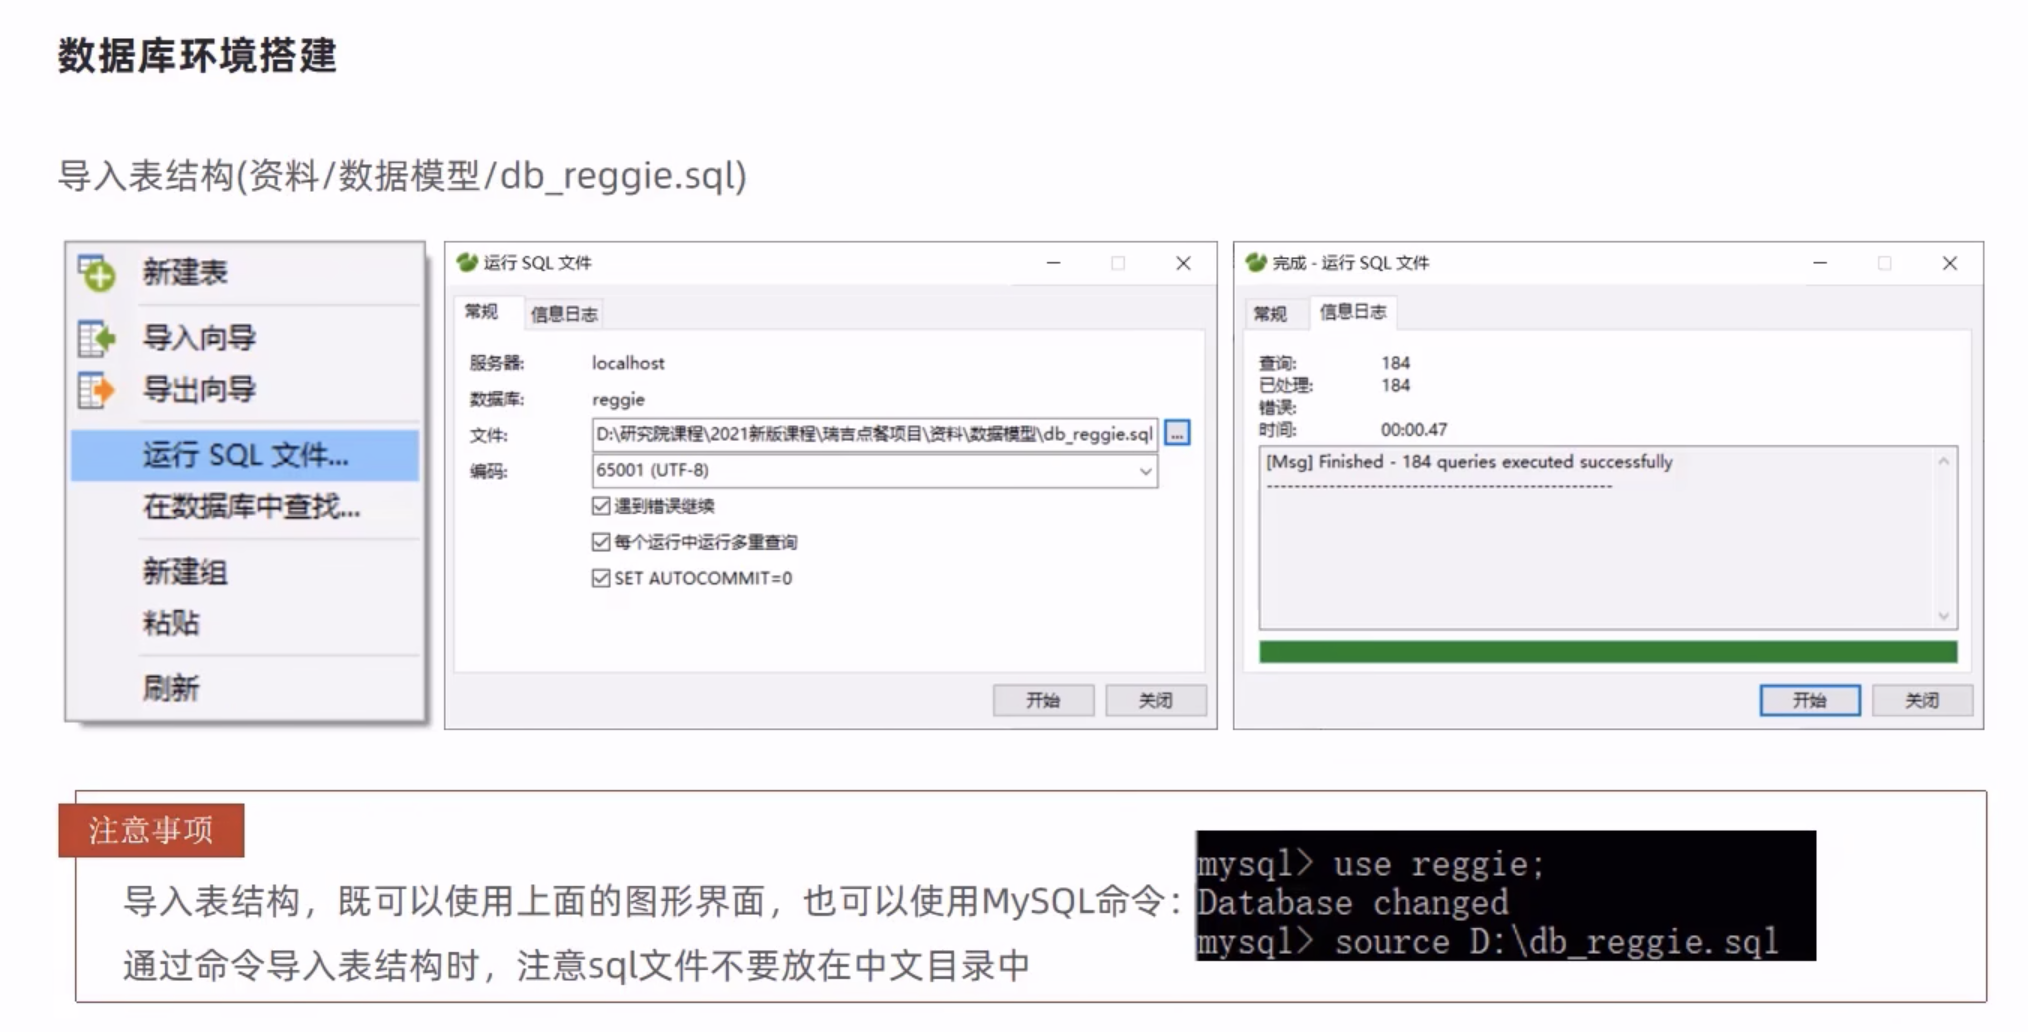 数据库环境搭建
导入表结构(资料/数据模型/db_reggie.sql)
新建表
导入向导
导出向导
运行 SQL 文件...
在数据库中查找...
新建组
粘贴
刷新
运行 SQL 文件
常规 信息日志
服务器: localhost
数据库: reggie
文件: D:\研究院课程\2021新版课程\瑞吉点餐项目\资料\数据模型\db_reggie.sql ...
编码: 65001 (UTF-8)
遇到错误继续
每个运行中运行多重查询
SET AUTOCOMMIT=0
开始 关闭
完成 - 运行 SQL 文件
常规 信息日志
查询: 184
已处理: 184
错误:
时间: 00:00.47
[Msg] Finished - 184 queries executed successfully
--------------------------------------------------
开始 关闭
注意事项
导入表结构，既可以使用上面的图形界面，也可以使用MySQL命令：
通过命令导入表结构时，注意sql文件不要放在中文目录中
mysql> use reggie;
Database changed
mysql> source D:\db_reggie.sql